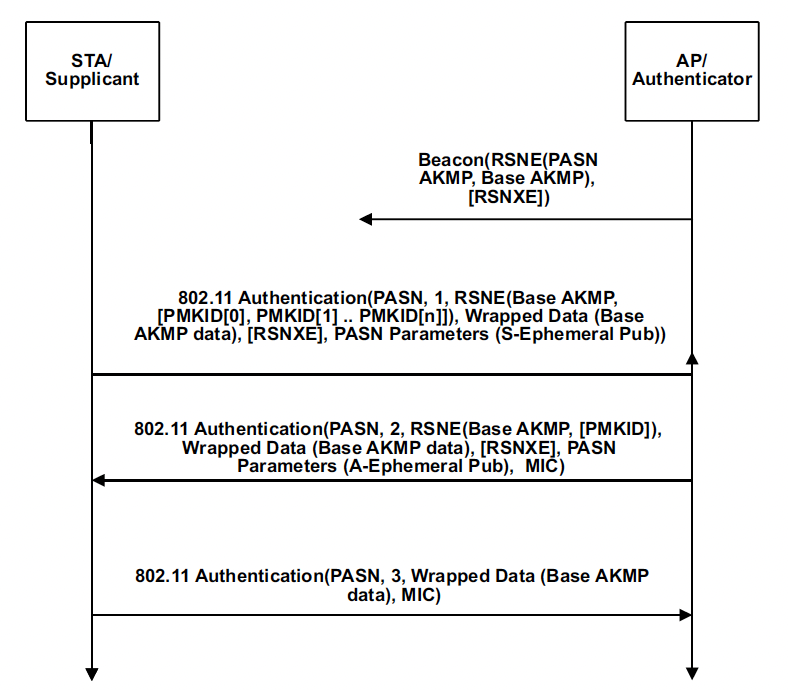 STA/
Supplicant
AP/
Authenticator
Beacon(RSNE(PASN
AKMP, Base AKMP),
[RSNXE])
802.11 Authentication(PASN, 1, RSNE(Base AKMP,
[PMKID[0], PMKID[1] .. PMKID[n]]), Wrapped Data (Base
AKMP data), [RSNXE], PASN Parameters (S-Ephemeral Pub))
802.11 Authentication(PASN, 2, RSNE(Base AKMP, [PMKID]),
Wrapped Data (Base AKMP data), [RSNXE], PASN
Parameters (A-Ephemeral Pub), MIC)
802.11 Authentication(PASN, 3, Wrapped Data (Base AKMP
data), MIC)